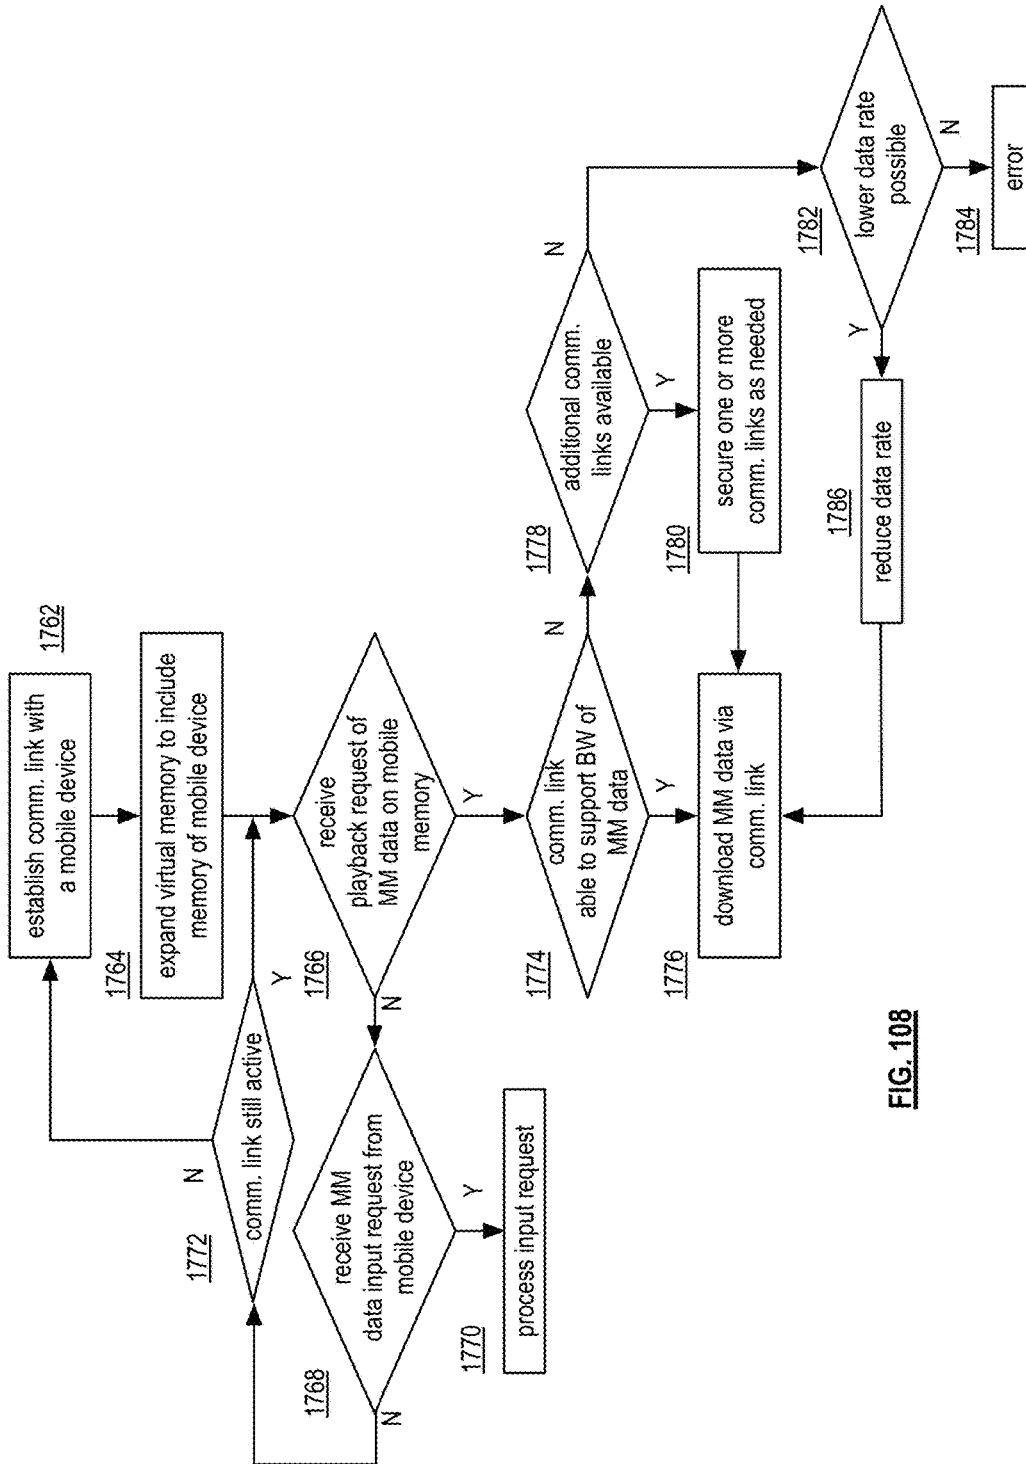 1762
establish comm. link with
a mobile device
1764
expand virtual memory to include
memory of mobile device
1772
N
comm. link still active
Y
1766
receive
playback request of
MM data on mobile
memory
N
Y
1768
receive MM
data input request from
mobile device
N
Y
1770
process input request
1774
comm. link
able to support BW of
MM data
N
Y
1776
download MM data via
comm. link
1778
additional comm.
links available
N
Y
1780
secure one or more
comm. links as needed
1782
lower data rate
possible
Y
N
1784
error
1786
reduce data rate
FIG. 108